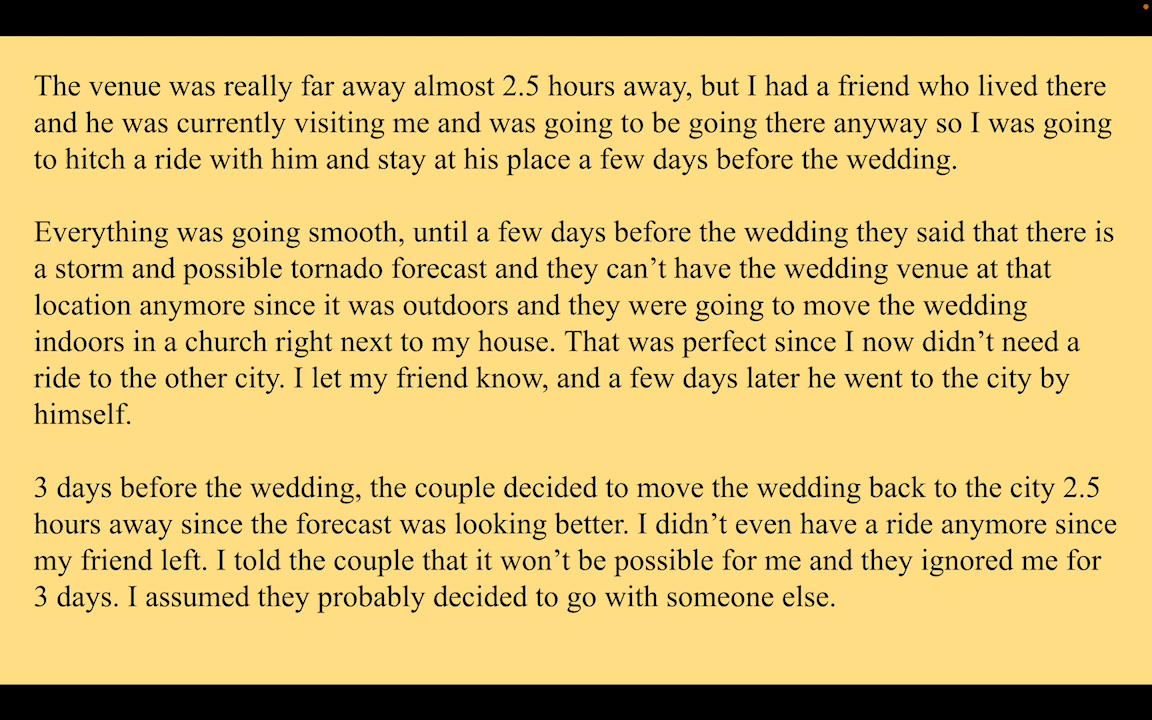 The venue was really far away almost 2.5 hours away, but I had a friend who lived there
and he was currently visiting me and was going to be going there anyway so I was going
to hitch a ride with him and stay at his place a few days before the wedding.
Everything was going smooth, until a few days before the wedding they said that there is
a storm and possible tornado forecast and they can’t have the wedding venue at that
location anymore since it was outdoors and they were going to move the wedding
indoors in a church right next to my house. That was perfect since I now didn’t need a
ride to the other city. I let my friend know, and a few days later he went to the city by
himself.
3 days before the wedding, the couple decided to move the wedding back to the city 2.5
hours away since the forecast was looking better. I didn’t even have a ride anymore since
my friend left. I told the couple that it won’t be possible for me and they ignored me for
3 days. I assumed they probably decided to go with someone else.